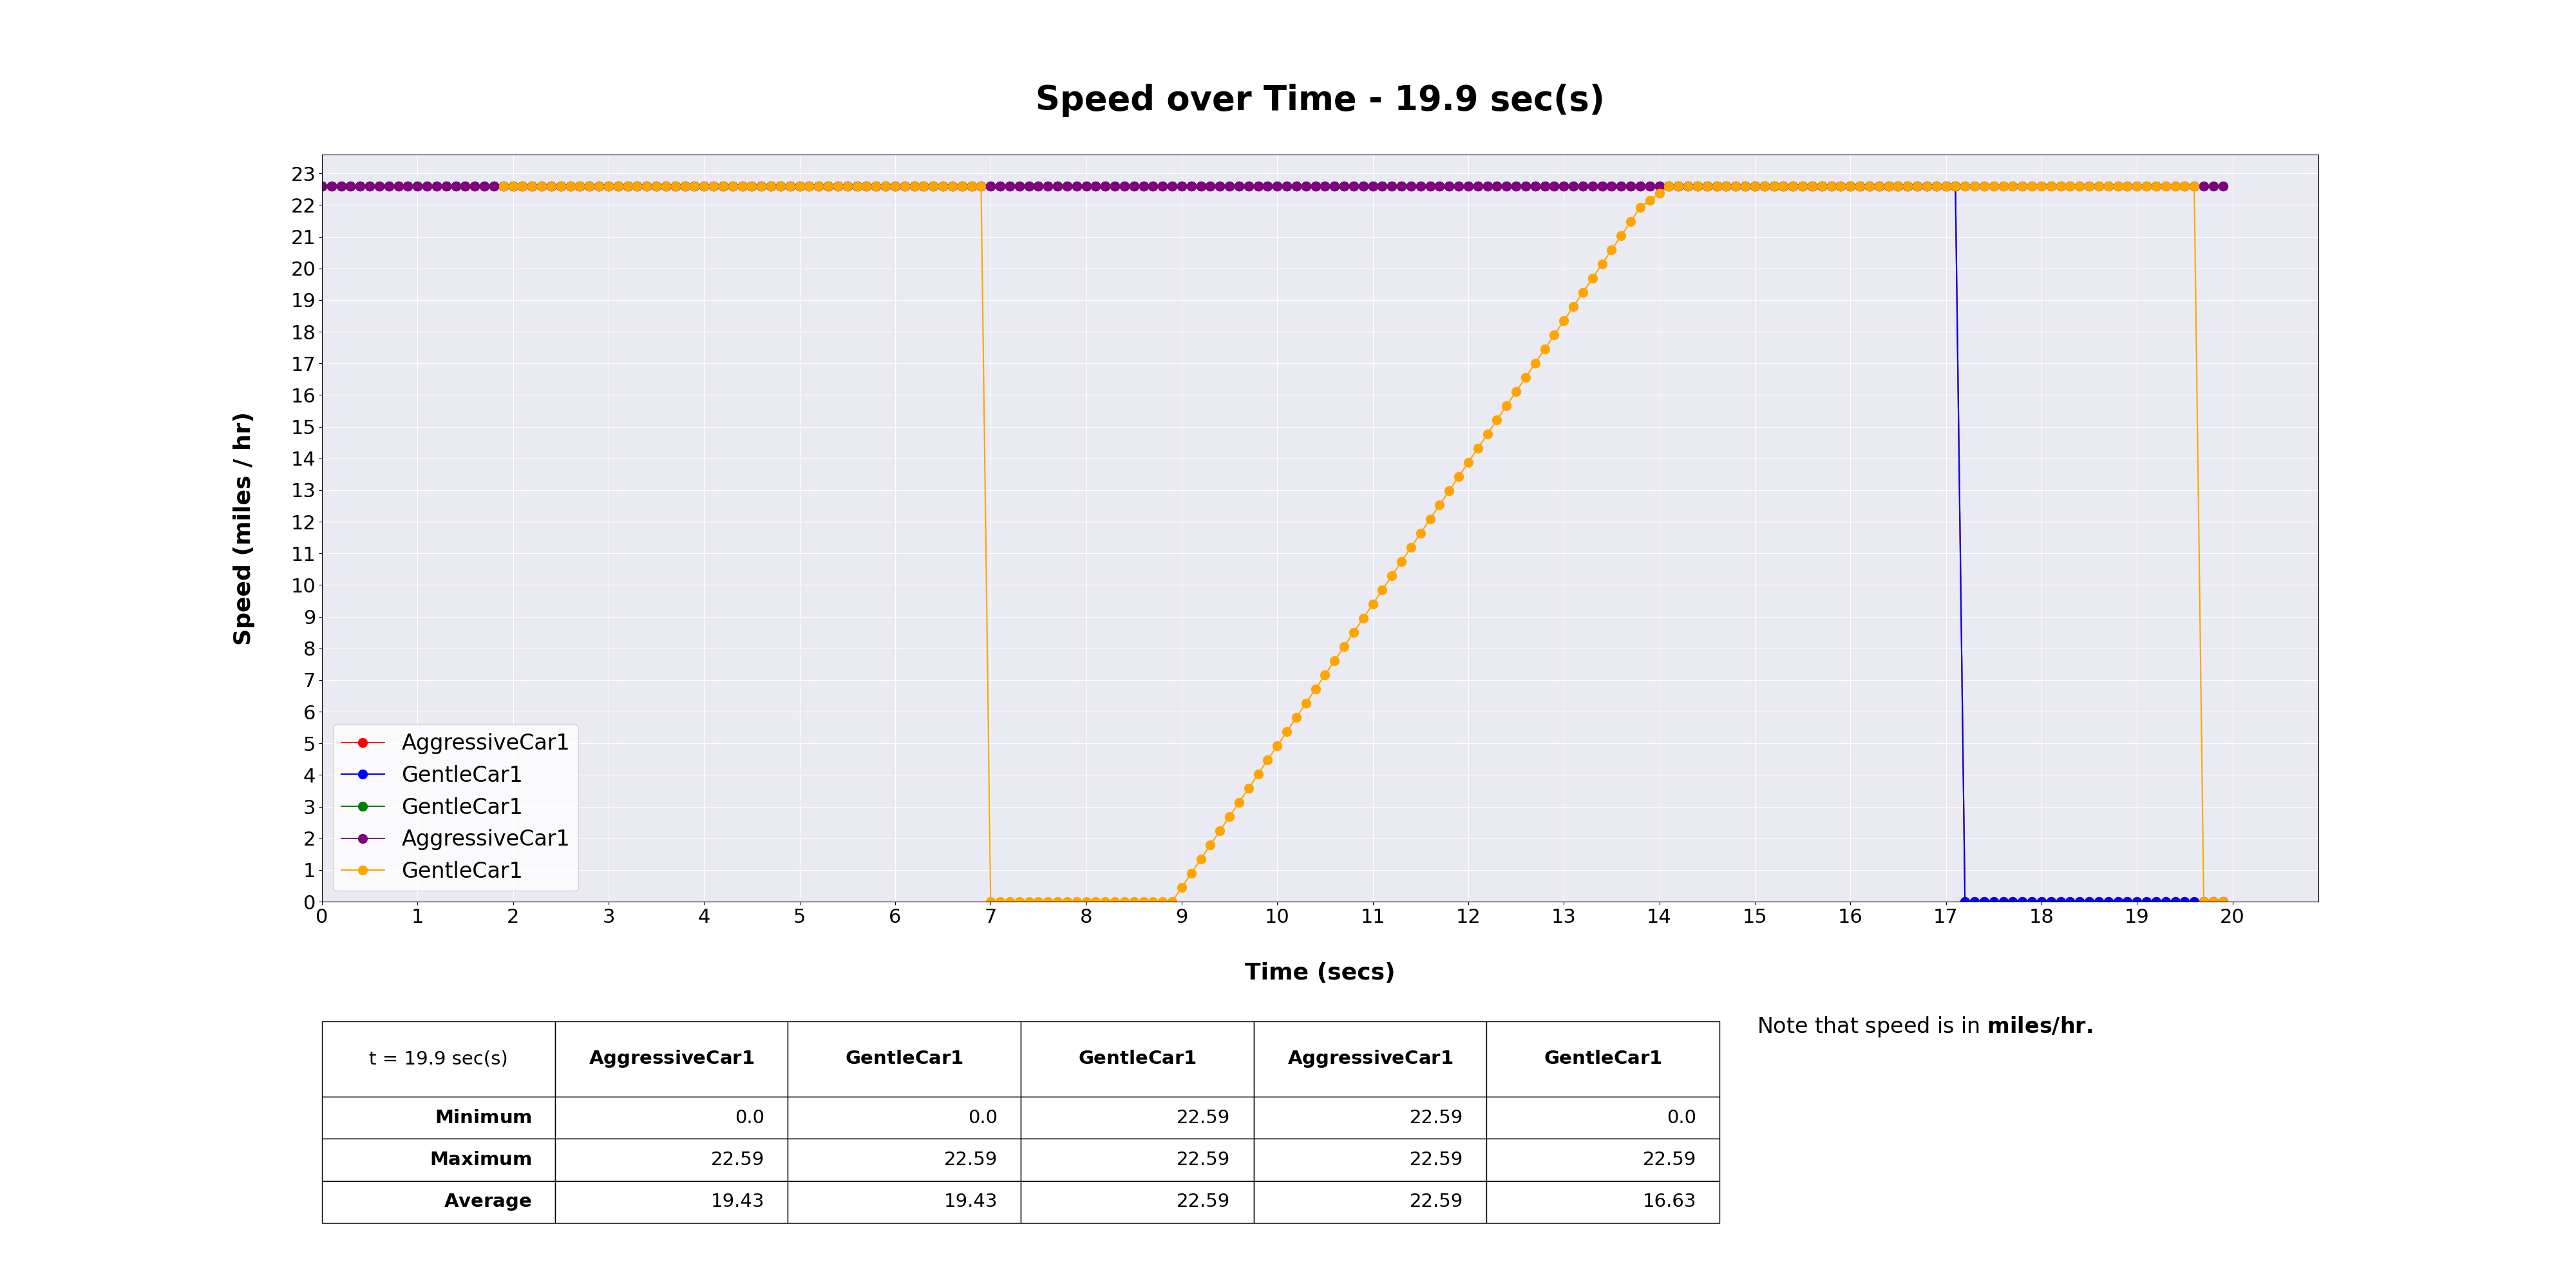 Speed over Time - 19.9 sec(s)
Speed (miles / hr)
23
22
21
20
19
18
17
16
15
14
13
12
11
10
9
8
7
6
5
4
3
2
1
0
AggressiveCar1
GentleCar1
GentleCar1
AggressiveCar1
GentleCar1
0 1 2 3 4 5 6 7 8 9 10 11 12 13 14 15 16 17 18 19 20
Time (secs)
Note that speed is in miles/hr.
t = 19.9 sec(s) AggressiveCar1 GentleCar1 GentleCar1 AggressiveCar1 GentleCar1
Minimum 0.0 0.0 22.59 22.59 0.0
Maximum 22.59 22.59 22.59 22.59 22.59
Average 19.43 19.43 22.59 22.59 16.63